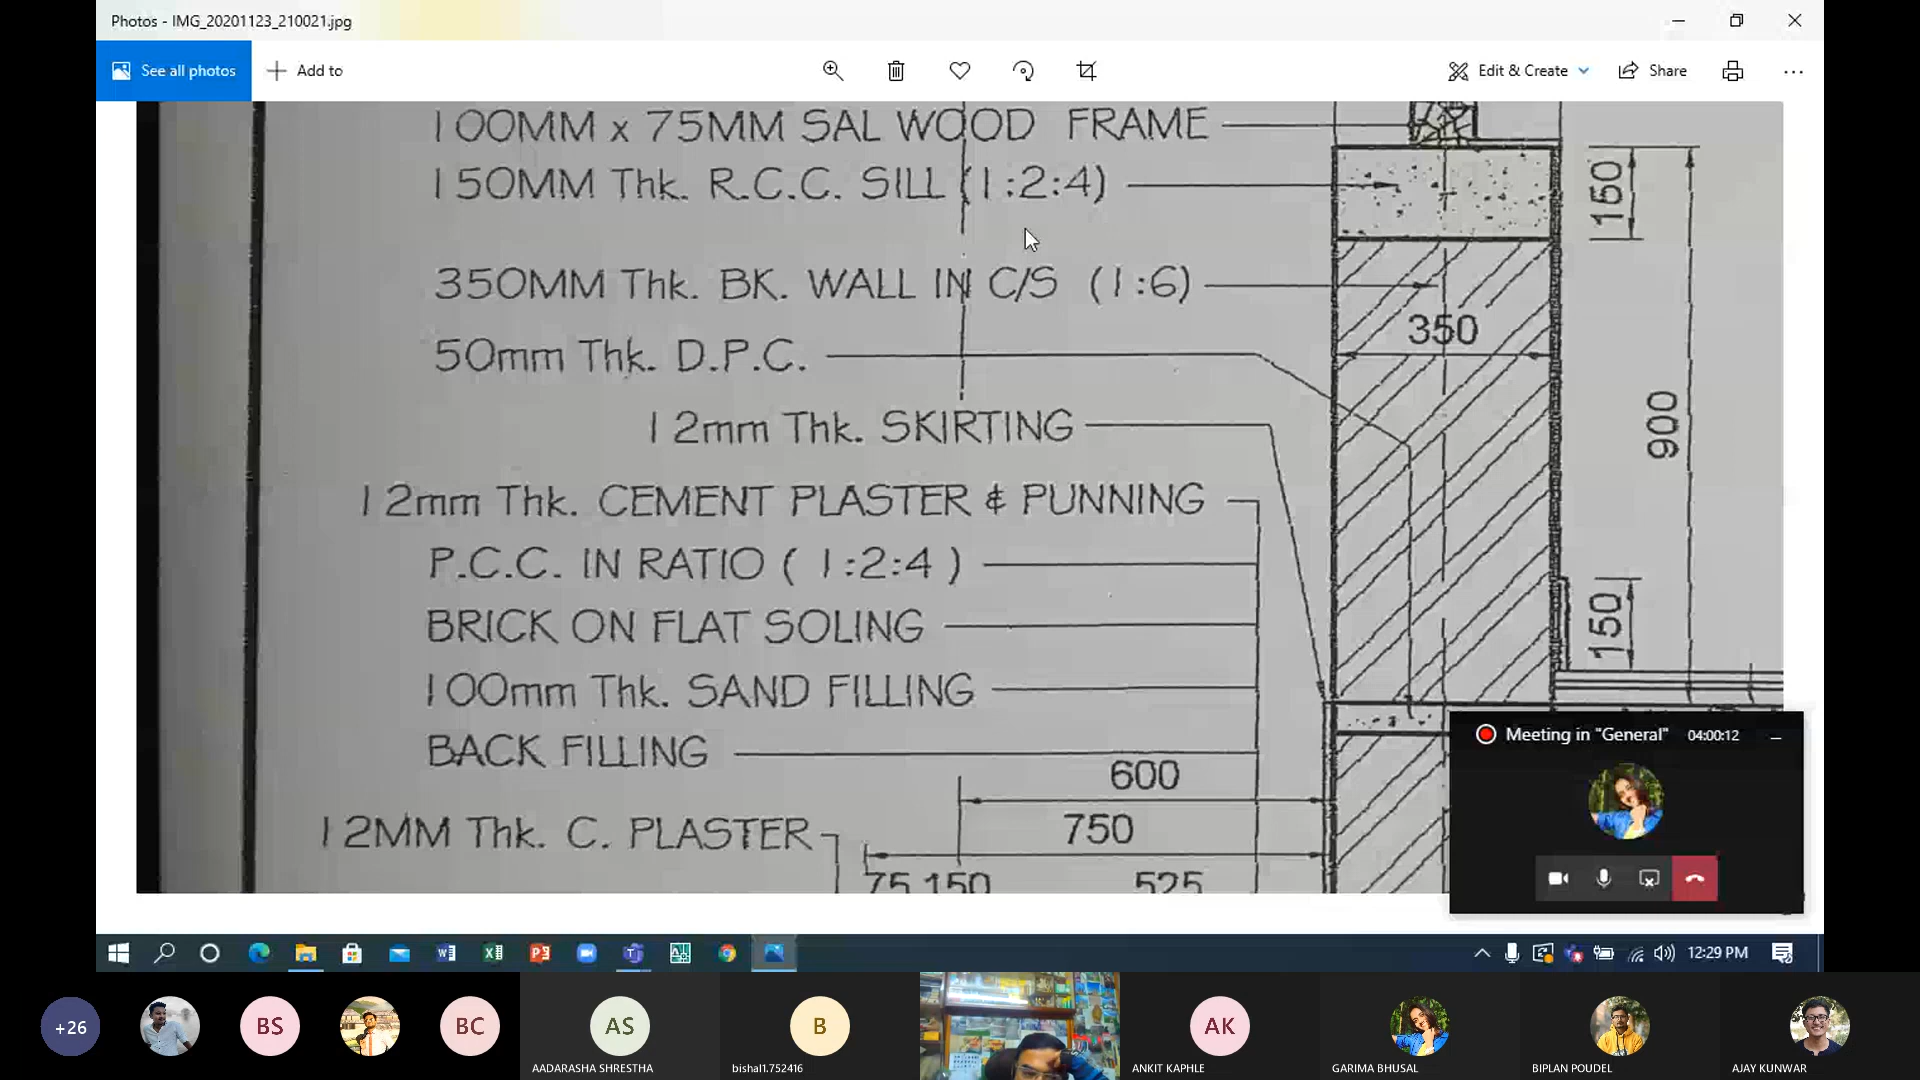 Photos - IMG_20201123_210021.jpg
See all photos
Add to
Edit & Create
Share
100MM x 75MM SAL WOOD FRAME
150MM Thk. R.C.C. SILL (1:2:4)
150
350MM Thk. BK. WALL IN C/S (1:6)
350
50mm Thk. D.P.C.
900
12mm Thk. SKIRTING
12mm Thk. CEMENT PLASTER & PUNNING
P.C.C. IN RATIO ( 1:2:4 )
BRICK ON FLAT SOLING
150
100mm Thk. SAND FILLING
BACK FILLING
600
12MM Thk. C. PLASTER
750
75 150 525
Meeting in "General" 04:00:12
12:29 PM
+26
BS
BC
AS
AADARASHA SHRESTHA
B
bishal1.752416
AK
ANKIT KAPHLE
GARIMA BHUSAL
BIPLAN POUDEL
AJAY KUNWAR